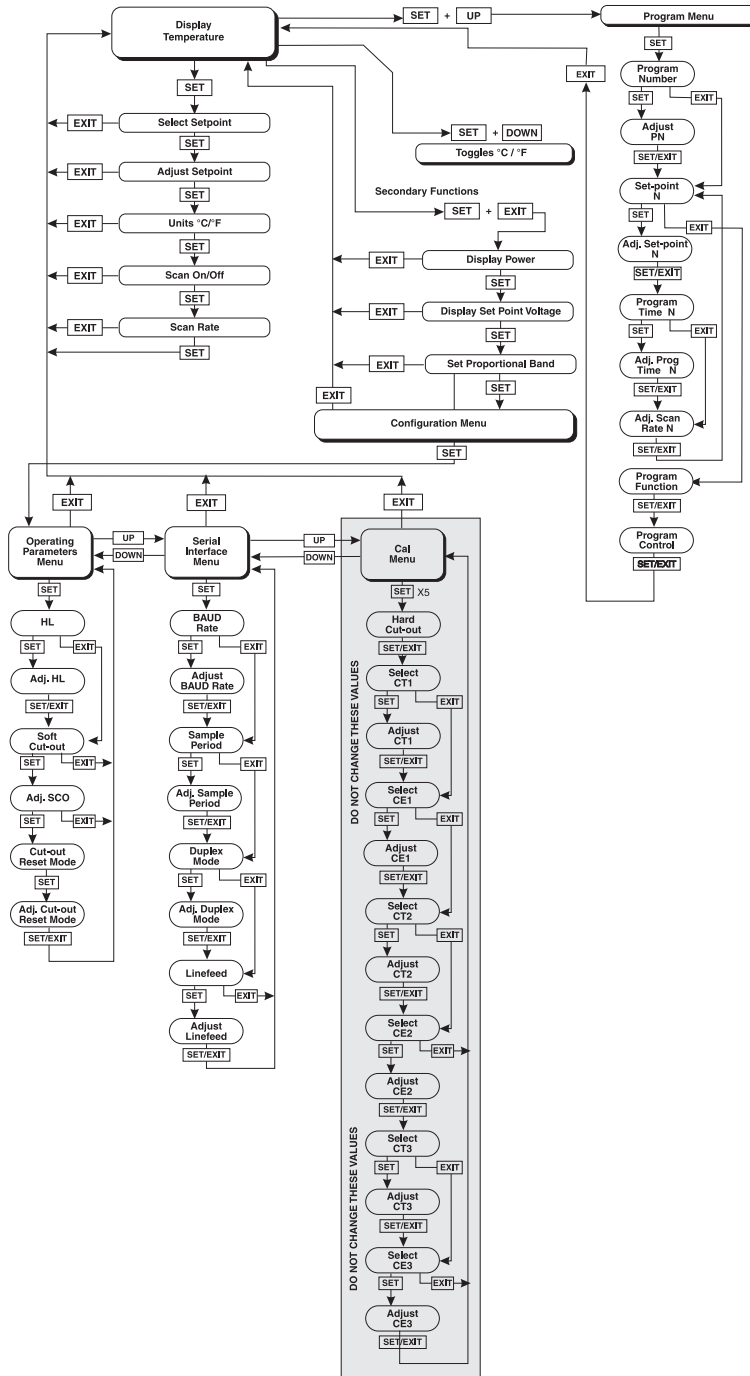 Display
Temperature
SET + UP
Program Menu
SET
EXIT
Program
Number
SET
EXIT
Adjust
PN
SET/EXIT
Set-point
N
SET
EXIT
Adj. Set-point
N
SET/EXIT
Program
Time N
SET
EXIT
Adj. Prog
Time N
SET/EXIT
Adj. Scan
Rate N
SET/EXIT
Program
Function
SET/EXIT
Program
Control
SET/EXIT
SET
EXIT
Select Setpoint
SET
EXIT
Adjust Setpoint
SET
EXIT
Units °C/°F
SET
EXIT
Scan On/Off
SET
EXIT
Scan Rate
SET
SET + DOWN
Toggles °C / °F
Secondary Functions
SET + EXIT
EXIT
Display Power
SET
EXIT
Display Set Point Voltage
SET
EXIT
Set Proportional Band
SET
EXIT
Configuration Menu
SET
EXIT
EXIT
EXIT
Operating
Parameters
Menu
UP
DOWN
Serial
Interface
Menu
UP
DOWN
Cal
Menu
SET
HL
SET
EXIT
Adj. HL
SET/EXIT
Soft
Cut-out
SET
EXIT
Adj. SCO
SET
EXIT
Cut-out
Reset Mode
SET
Adj. Cut-out
Reset Mode
SET/EXIT
SET
BAUD
Rate
SET
EXIT
Adjust
BAUD Rate
SET/EXIT
Sample
Period
SET
EXIT
Adj. Sample
Period
SET/EXIT
Duplex
Mode
SET
EXIT
Adj. Duplex
Mode
SET/EXIT
Linefeed
SET
EXIT
Adjust
Linefeed
SET/EXIT
SET X5
Hard
Cut-out
SET/EXIT
Select
CT1
SET
EXIT
Adjust
CT1
SET/EXIT
Select
CE1
SET
EXIT
Adjust
CE1
SET/EXIT
Select
CT2
SET
EXIT
Adjust
CT2
SET/EXIT
Select
CE2
SET
EXIT
Adjust
CE2
SET/EXIT
Select
CT3
SET
EXIT
Adjust
CT3
SET/EXIT
Select
CE3
SET
EXIT
Adjust
CE3
SET/EXIT
DO NOT CHANGE THESE VALUES
DO NOT CHANGE THESE VALUES